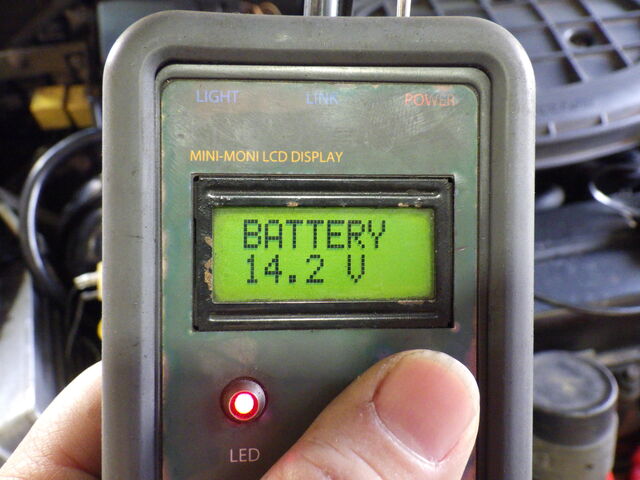 LIGHT LINK POWER
MINI-MONI LCD DISPLAY
BATTERY
14.2 V
LED